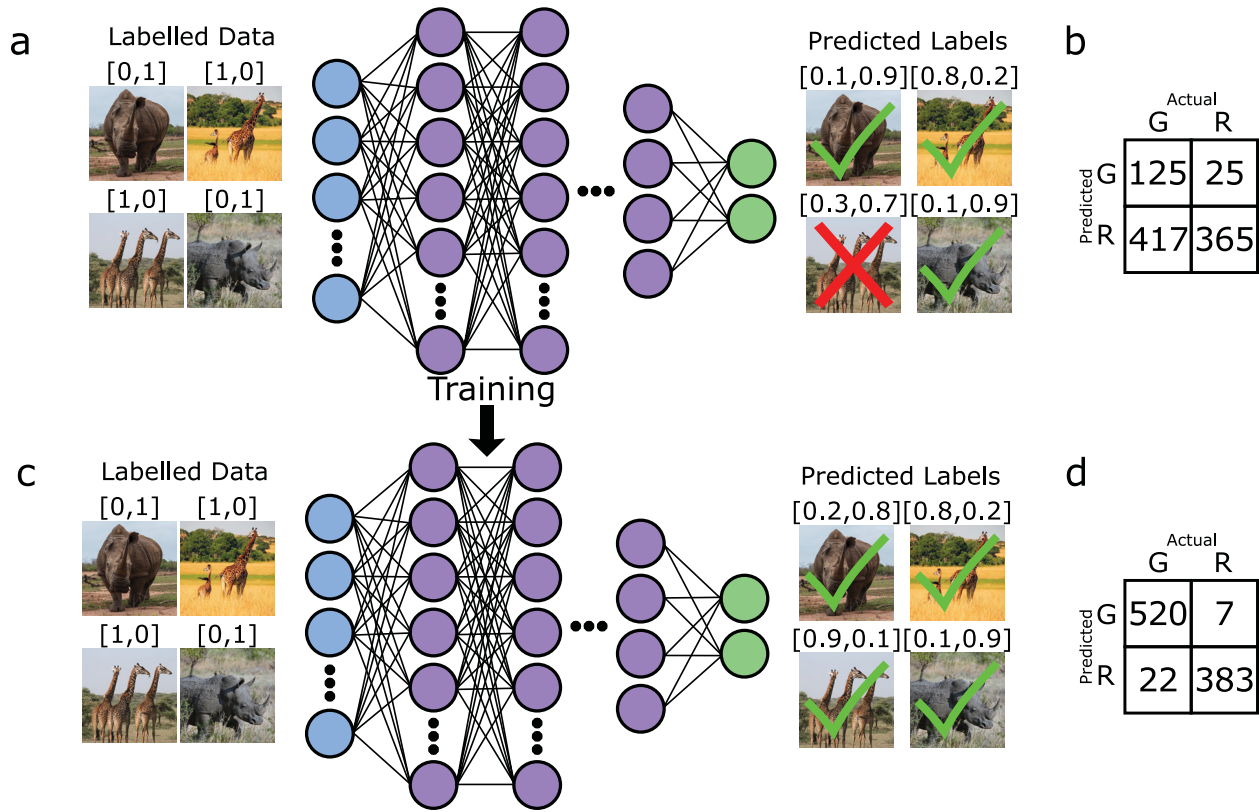 a
Labelled Data
[0,1] [1,0]
[1,0] [0,1]
Predicted Labels
[0.1,0.9][0.8,0.2]
[0.3,0.7][0.1,0.9]
b
Actual
G R
Predicted
G 125 25
R 417 365
Training
c
Labelled Data
[0,1] [1,0]
[1,0] [0,1]
Predicted Labels
[0.2,0.8][0.8,0.2]
[0.9,0.1][0.1,0.9]
d
Actual
G R
Predicted
G 520 7
R 22 383